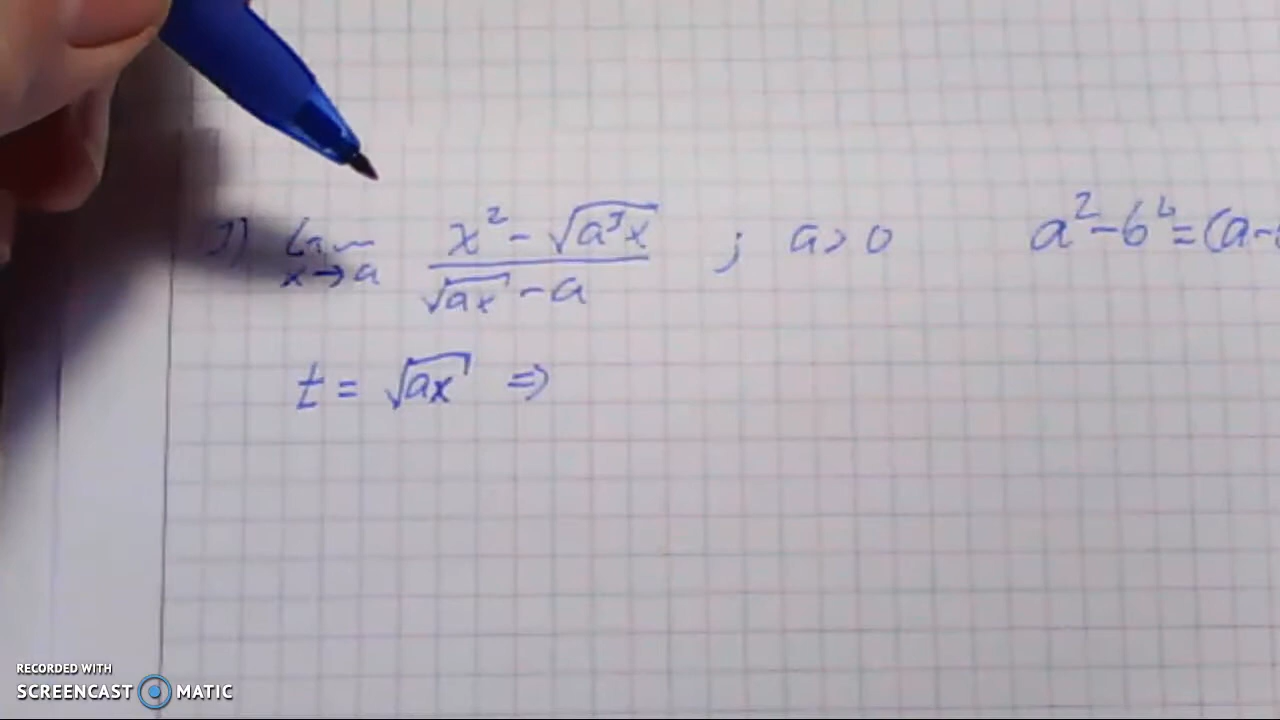 1) Lim x→a (x² - √(a³x)) / (√(ax) - a) ; a > 0
a² - b² = (a -
t = √(ax) ⇒
RECORDED WITH
SCREENCAST MATIC